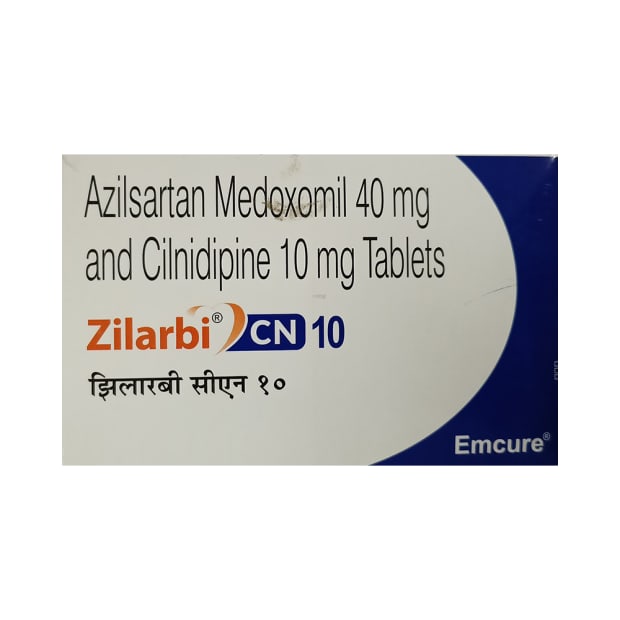 Azilsartan Medoxomil 40 mg
and Cilnidipine 10 mg Tablets
Zilarbi® CN 10
झिलारबी सीएन १०
Emcure®